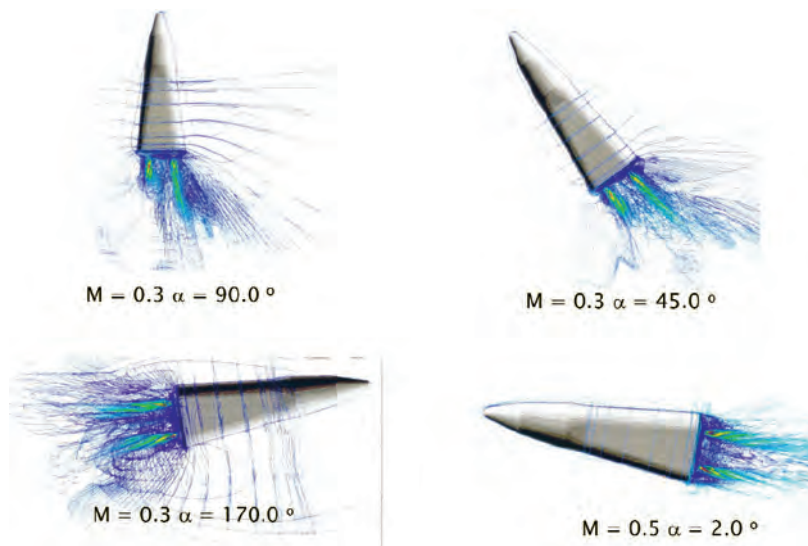 M = 0.3 α = 90.0 º
M = 0.3 α = 45.0 º
M = 0.3 α = 170.0 º
M = 0.5 α = 2.0 º